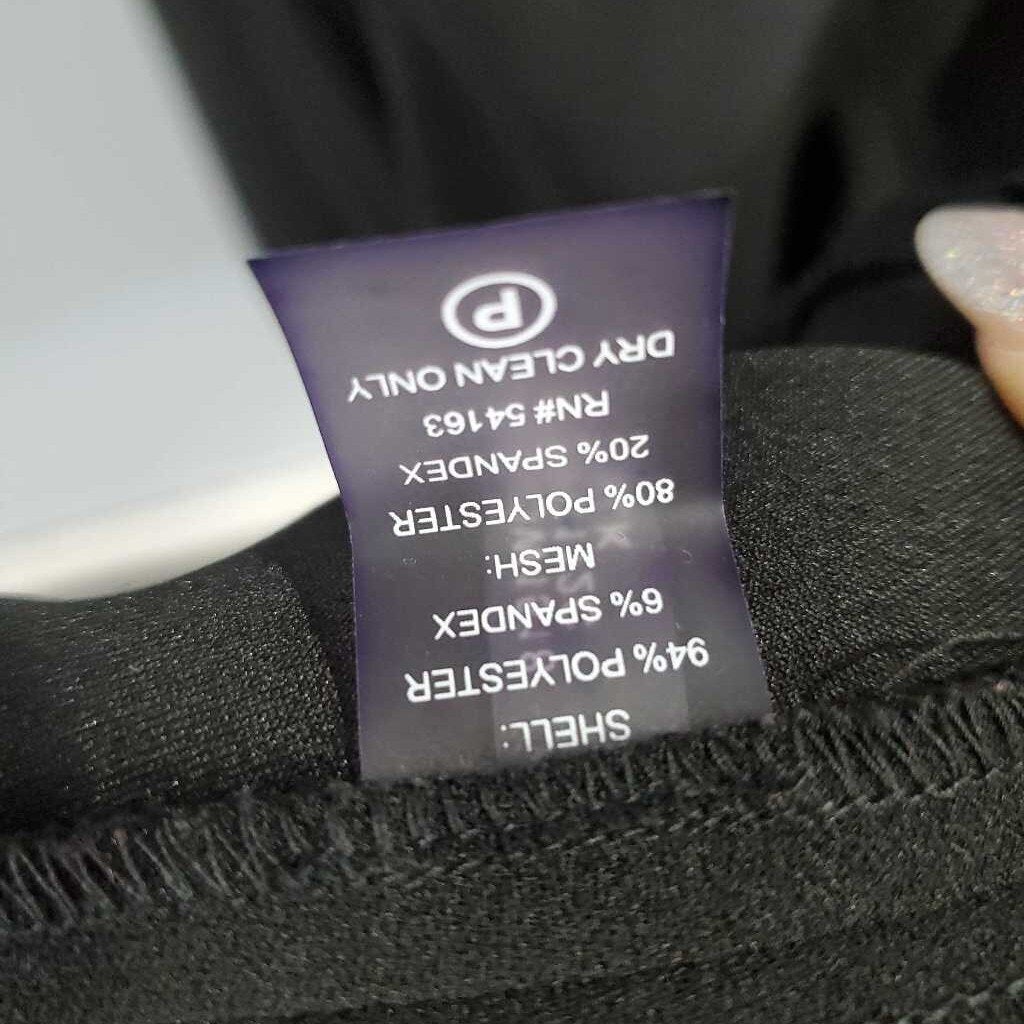 SHELL:
94% POLYESTER
6% SPANDEX
MESH:
80% POLYESTER
20% SPANDEX
RN# 54163
DRY CLEAN ONLY
P